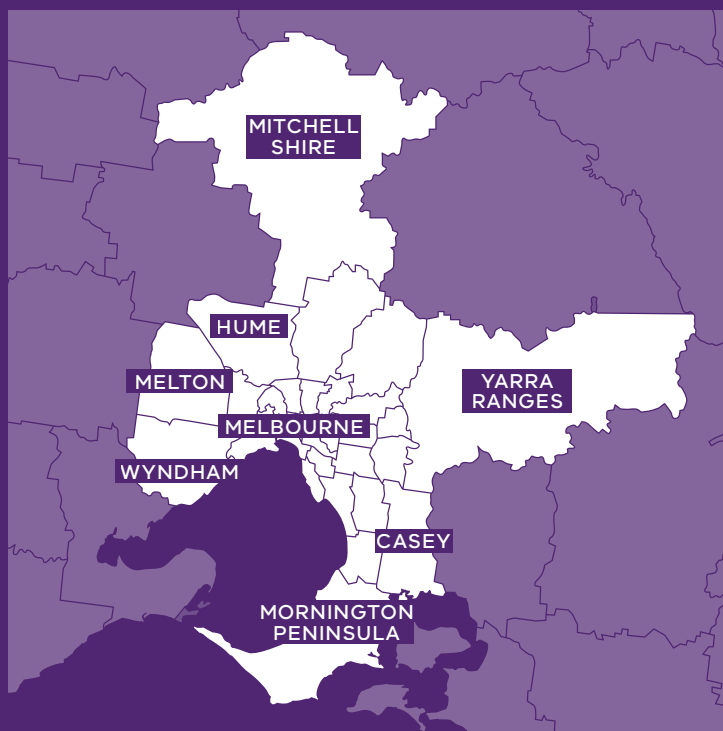 MITCHELL
SHIRE
HUME
MELTON
YARRA
RANGES
MELBOURNE
WYNDHAM
CASEY
MORNINGTON
PENINSULA